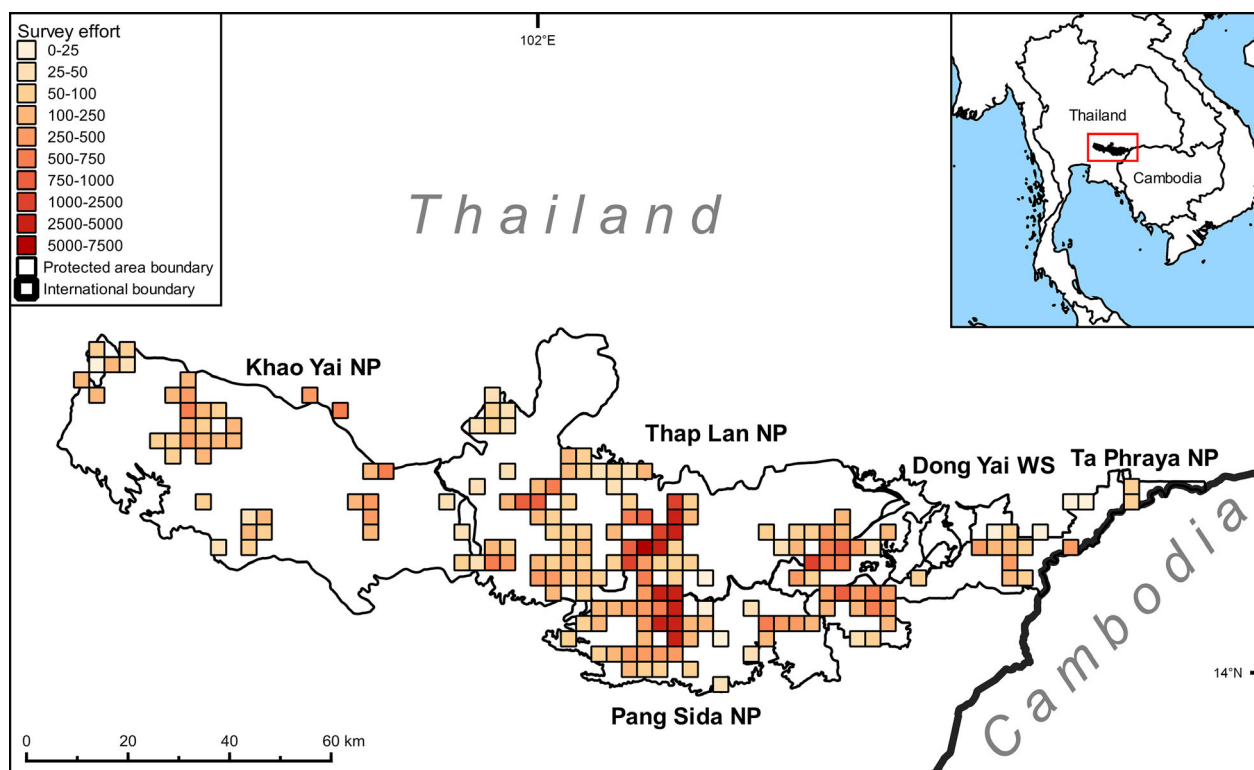 Survey effort
0-25
25-50
50-100
100-250
250-500
500-750
750-1000
1000-2500
2500-5000
5000-7500
Protected area boundary
International boundary
102°E
Thailand
Cambodia
Thailand
Khao Yai NP
Thap Lan NP
Dong Yai WS
Ta Phraya NP
Pang Sida NP
Cambodia
14°N
0 20 40 60 km